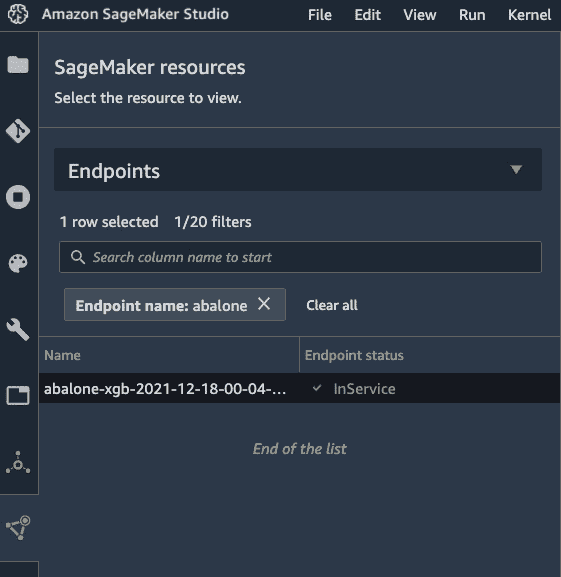 Amazon SageMaker Studio File Edit View Run Kernel
SageMaker resources
Select the resource to view.
Endpoints
1 row selected 1/20 filters
Search column name to start
Endpoint name: abalone
Clear all
Name Endpoint status
abalone-xgb-2021-12-18-00-04-... InService
End of the list